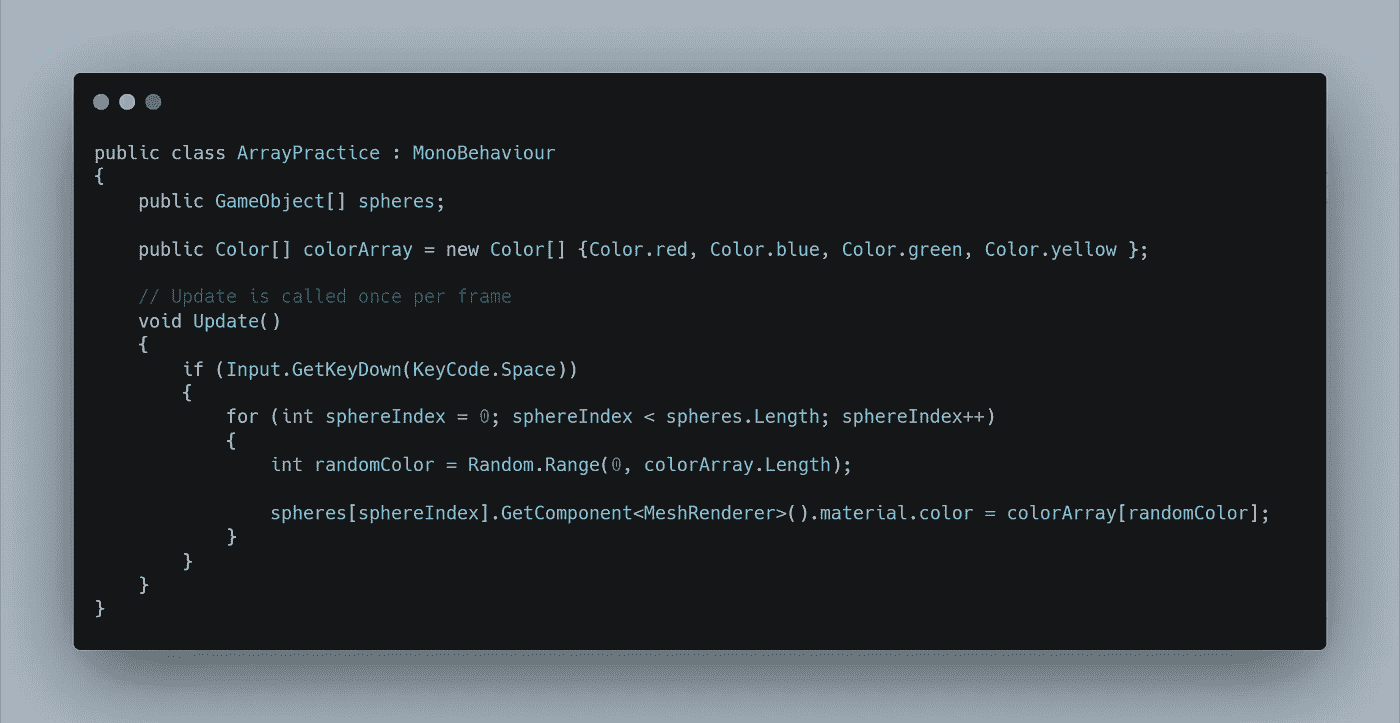 public class ArrayPractice : MonoBehaviour
{
    public GameObject[] spheres;
    public Color[] colorArray = new Color[] {Color.red, Color.blue, Color.green, Color.yellow };
    // Update is called once per frame
    void Update()
    {
        if (Input.GetKeyDown(KeyCode.Space))
        {
            for (int sphereIndex = 0; sphereIndex < spheres.Length; sphereIndex++)
            {
                int randomColor = Random.Range(0, colorArray.Length);
                spheres[sphereIndex].GetComponent<MeshRenderer>().material.color = colorArray[randomColor];
            }
        }
    }
}